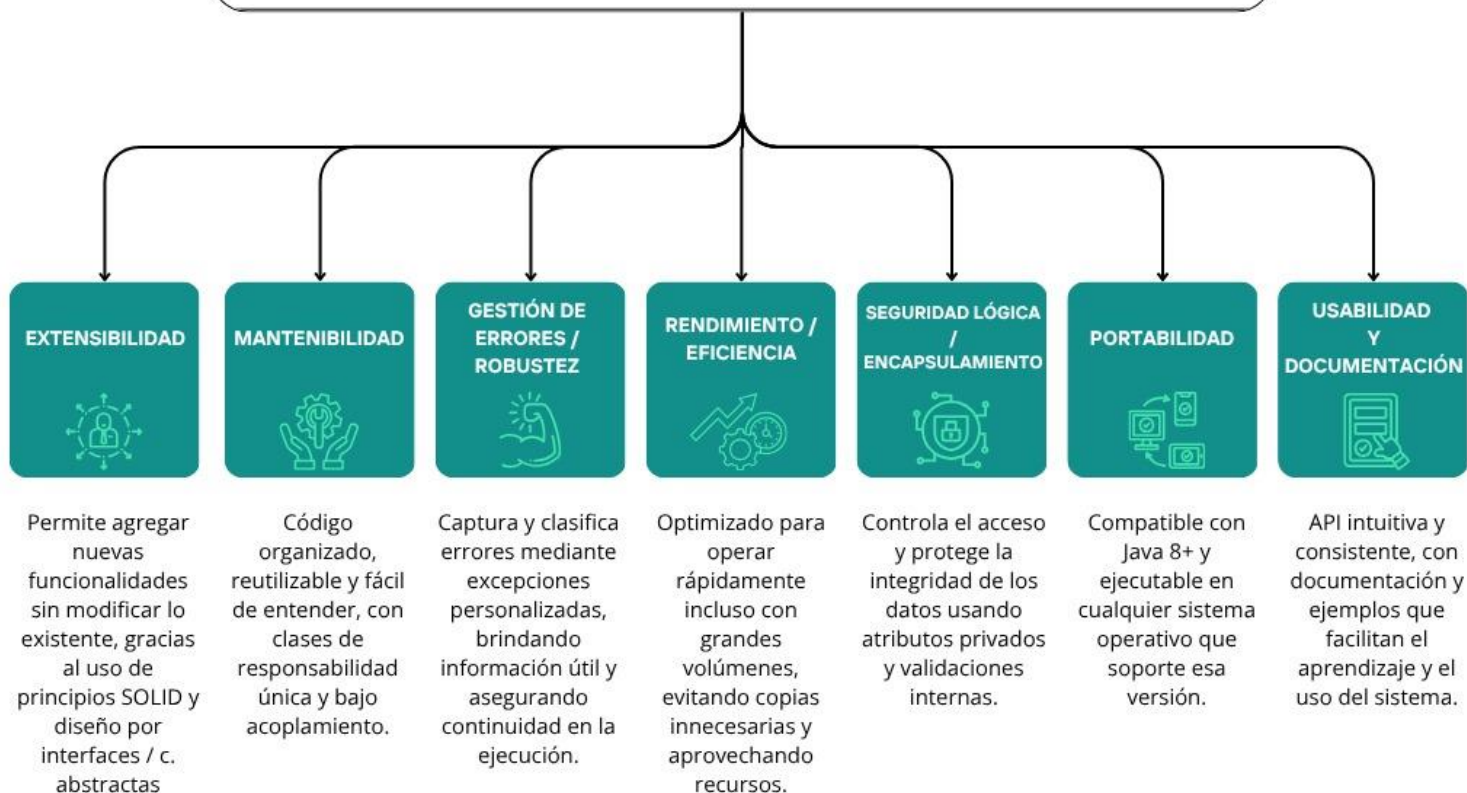 EXTENSIBILIDAD
MANTENIBILIDAD
GESTIÓN DE
ERRORES /
ROBUSTEZ
RENDIMIENTO /
EFICIENCIA
SEGURIDAD LÓGICA
/
ENCAPSULAMIENTO
PORTABILIDAD
USABILIDAD
Y
DOCUMENTACIÓN
Permite agregar
nuevas
funcionalidades
sin modificar lo
existente, gracias
al uso de
principios SOLID y
diseño por
interfaces / c.
abstractas
Código
organizado,
reutilizable y fácil
de entender, con
clases de
responsabilidad
única y bajo
acoplamiento.
Captura y clasifica
errores mediante
excepciones
personalizadas,
brindando
información útil y
asegurando
continuidad en la
ejecución.
Optimizado para
operar
rápidamente
incluso con
grandes
volúmenes,
evitando copias
innecesarias y
aprovechando
recursos.
Controla el acceso
y protege la
integridad de los
datos usando
atributos privados
y validaciones
internas.
Compatible con
Java 8+ y
ejecutable en
cualquier sistema
operativo que
soporte esa
versión.
API intuitiva y
consistente, con
documentación y
ejemplos que
facilitan el
aprendizaje y el
uso del sistema.